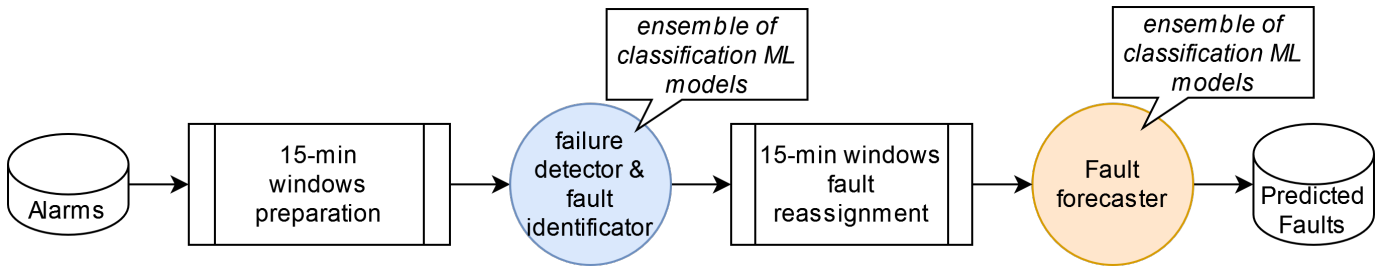 Alarms
15-min
windows
preparation
ensemble of
classification ML
models
failure
detector &
fault
identificator
15-min windows
fault
reassignment
ensemble of
classification ML
models
Fault
forecaster
Predicted
Faults